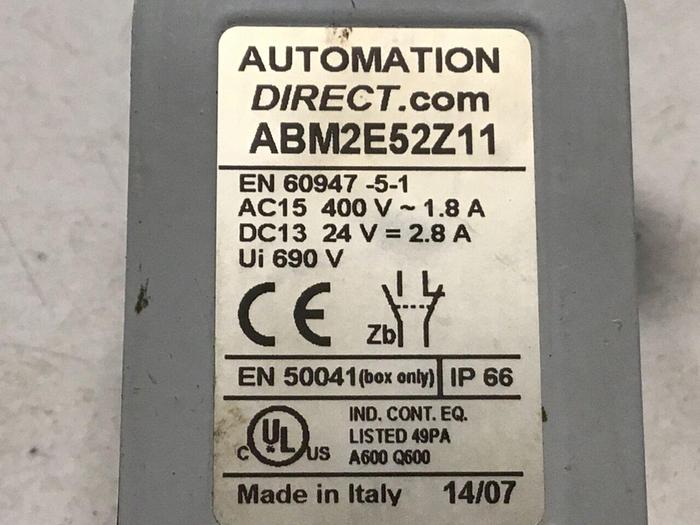 AUTOMATION
DIRECT.com
ABM2E52Z11
EN 60947 -5-1
AC15 400 V ~ 1.8 A
DC13 24 V = 2.8 A
Ui 690 V
CE
Zb
EN 50041 (box only) IP 66
C UL US
IND. CONT. EQ.
LISTED 49PA
A600 Q600
Made in Italy 14/07